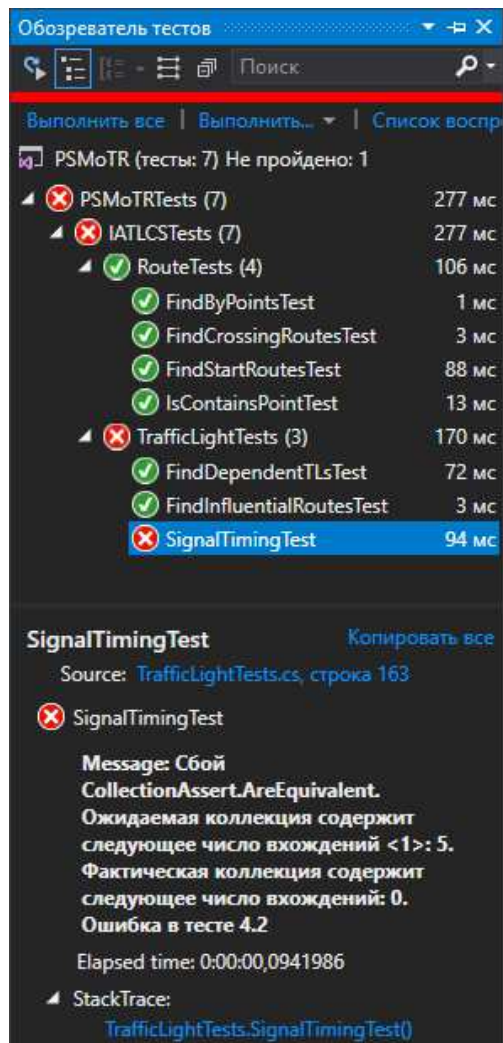 Обозреватель тестов
Поиск
Выполнить все | Выполнить... | Список воспр
PSMoTR (тесты: 7) Не пройдено: 1
PSMoTRTests (7) 277 мс
IATLCSTests (7) 277 мс
RouteTests (4) 106 мс
FindByPointsTest 1 мс
FindCrossingRoutesTest 3 мс
FindStartRoutesTest 88 мс
IsContainsPointTest 13 мс
TrafficLightTests (3) 170 мс
FindDependentTLsTest 72 мс
FindInfluentialRoutesTest 3 мс
SignalTimingTest 94 мс
SignalTimingTest Копировать все
Source: TrafficLightTests.cs, строка 163
SignalTimingTest
Message: Сбой
CollectionAssert.AreEquivalent.
Ожидаемая коллекция содержит
следующее число вхождений <1>: 5.
Фактическая коллекция содержит
следующее число вхождений: 0.
Ошибка в тесте 4.2
Elapsed time: 0:00:00,0941986
StackTrace:
TrafficLightTests.SignalTimingTest()